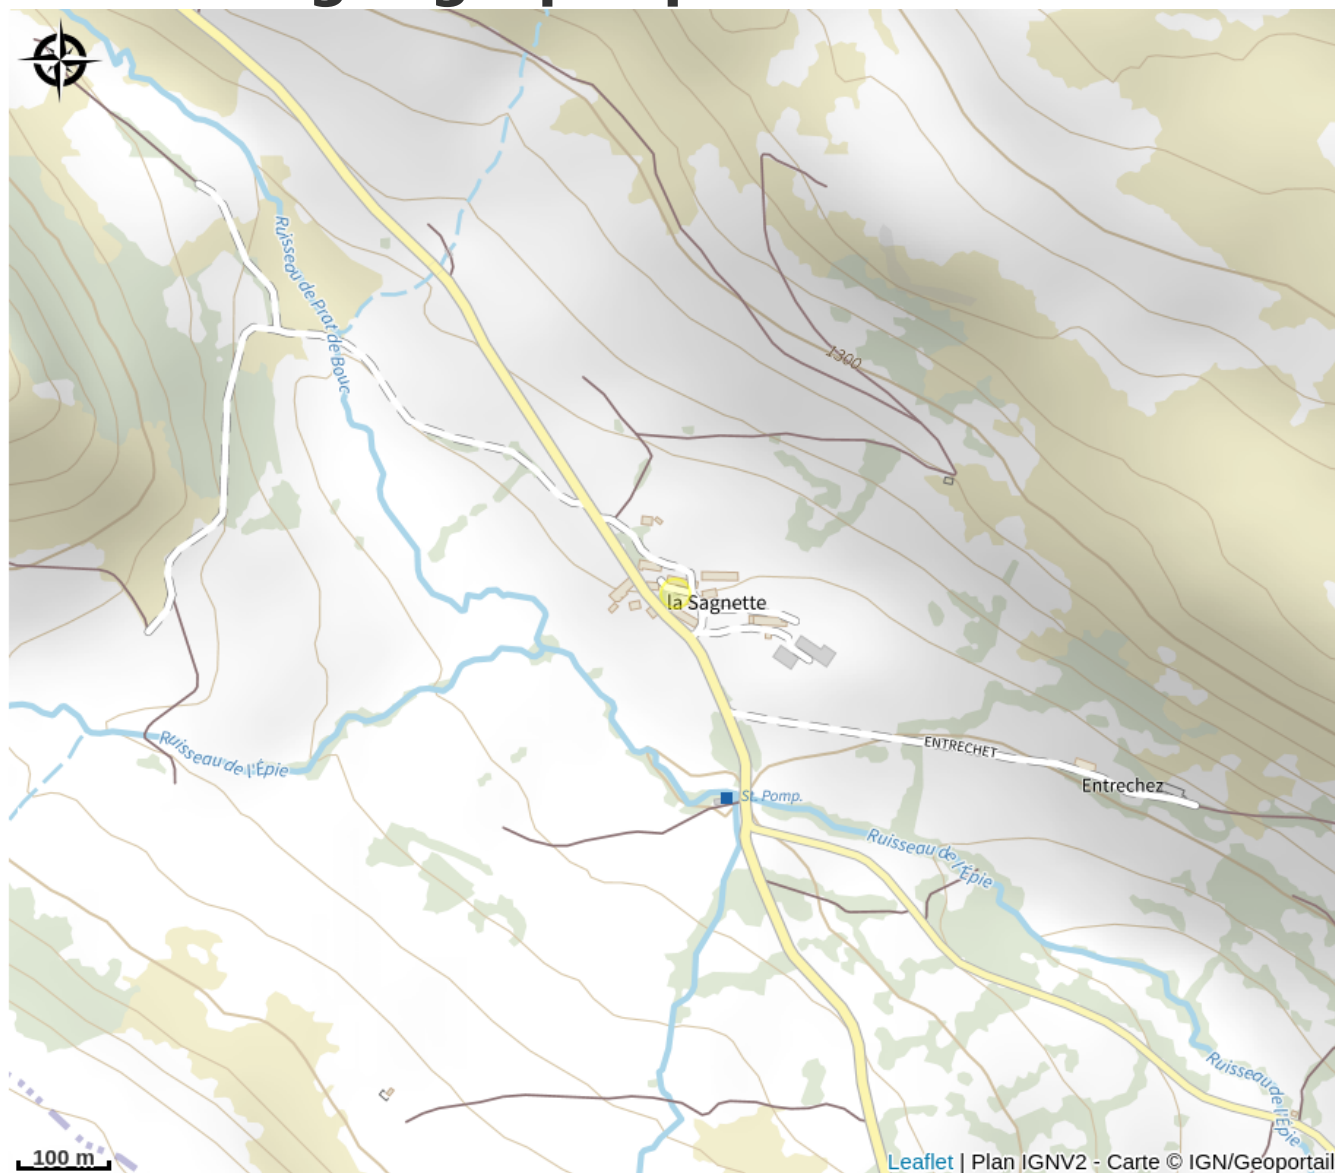 Ruisseau de Prat de Bouc
1300
la Sagnette
ENTRECHET
Entrechez
Ruisseau de l'Épie
St. Pomp.
Ruisseau de l'Épie
Ruisseau de l'Épie
100 m
Leaflet | Plan IGNV2 - Carte © IGN/Geoportail